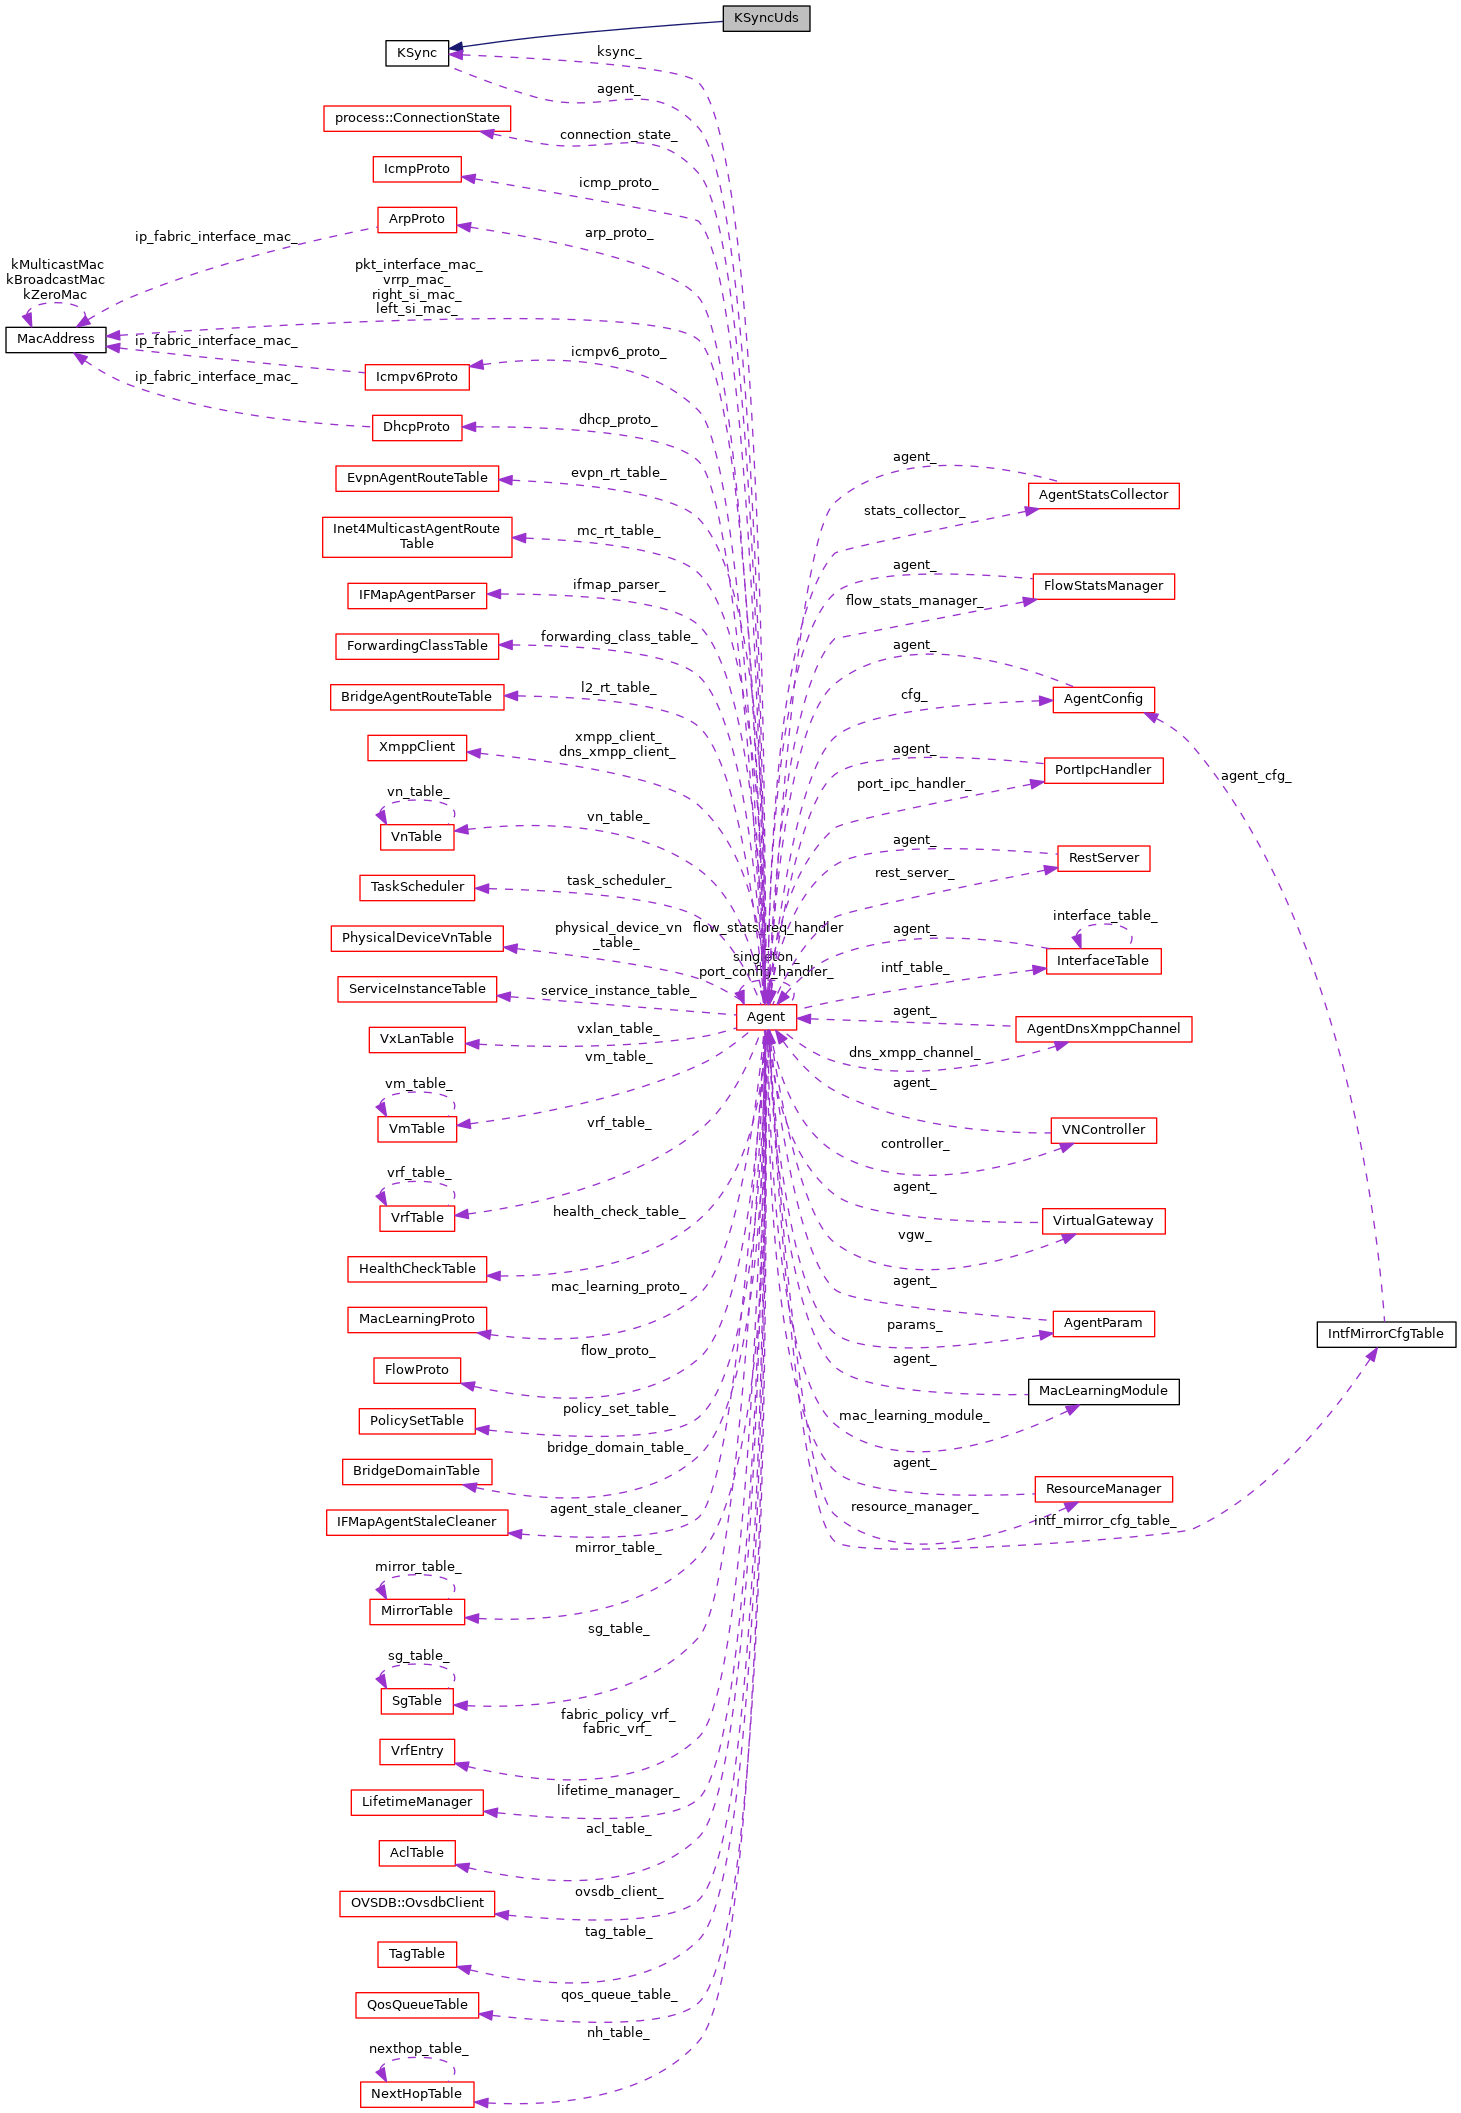 KSyncUds
KSync
ksync_
agent_
process::ConnectionState
connection_state_
IcmpProto
icmp_proto_
ArpProto
arp_proto_
ip_fabric_interface_mac_
kMulticastMac
kBroadcastMac
kZeroMac
pkt_interface_mac_
vrrp_mac_
right_si_mac_
left_si_mac_
MacAddress
ip_fabric_interface_mac_
icmpv6_proto_
Icmpv6Proto
ip_fabric_interface_mac_
DhcpProto
dhcp_proto_
EvpnAgentRouteTable
evpn_rt_table_
Inet4MulticastAgentRoute
Table
mc_rt_table_
IFMapAgentParser
ifmap_parser_
ForwardingClassTable
forwarding_class_table_
BridgeAgentRouteTable
l2_rt_table_
XmppClient
xmpp_client_
dns_xmpp_client_
vn_table_
VnTable
vn_table_
TaskScheduler
task_scheduler_
PhysicalDeviceVnTable
physical_device_vn
_table_
flow_stats_req_handler
_
singleton_
port_config_handler_
ServiceInstanceTable
service_instance_table_
Agent
VxLanTable
vxlan_table_
vm_table_
vm_table_
VmTable
vrf_table_
vrf_table_
VrfTable
health_check_table_
HealthCheckTable
mac_learning_proto_
MacLearningProto
flow_proto_
FlowProto
policy_set_table_
PolicySetTable
bridge_domain_table_
BridgeDomainTable
agent_stale_cleaner_
IFMapAgentStaleCleaner
mirror_table_
mirror_table_
MirrorTable
sg_table_
sg_table_
SgTable
fabric_policy_vrf_
fabric_vrf_
VrfEntry
lifetime_manager_
LifetimeManager
acl_table_
AclTable
ovsdb_client_
OVSDB::OvsdbClient
tag_table_
TagTable
qos_queue_table_
QosQueueTable
nh_table_
nexthop_table_
NextHopTable
agent_
AgentStatsCollector
stats_collector_
agent_
FlowStatsManager
flow_stats_manager_
agent_
AgentConfig
cfg_
agent_
PortIpcHandler
port_ipc_handler_
agent_cfg_
agent_
RestServer
rest_server_
agent_
interface_table_
InterfaceTable
intf_table_
agent_
AgentDnsXmppChannel
dns_xmpp_channel_
agent_
VNController
controller_
agent_
VirtualGateway
vgw_
agent_
AgentParam
params_
IntfMirrorCfgTable
agent_
MacLearningModule
mac_learning_module_
agent_
ResourceManager
resource_manager_
intf_mirror_cfg_table_